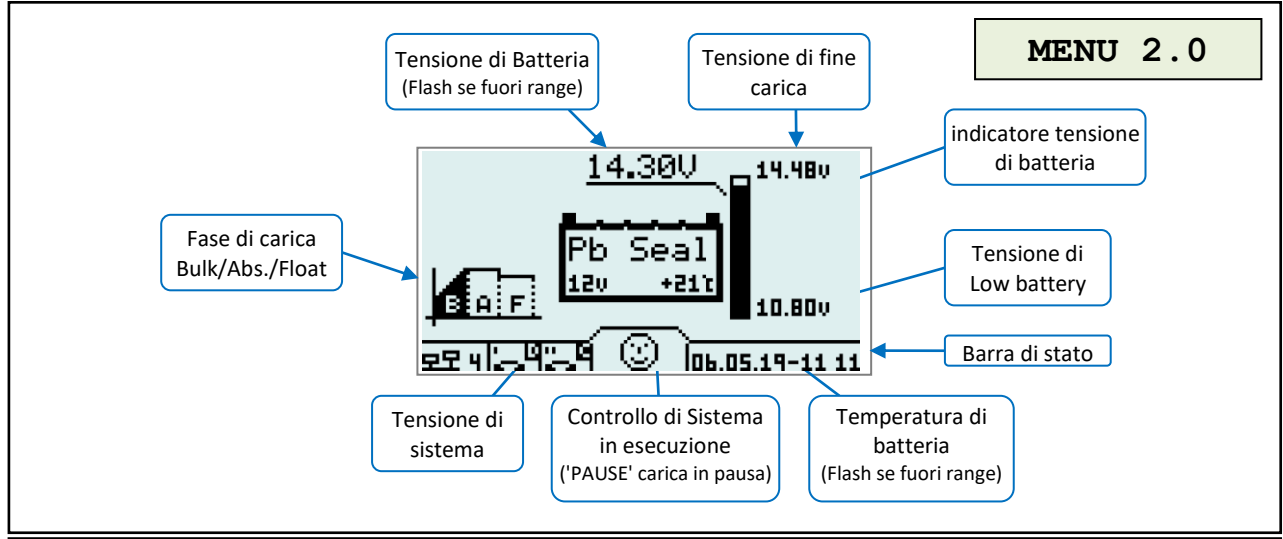 MENU 2.0
Tensione di Batteria
(Flash se fuori range)
Tensione di fine
carica
indicatore tensione
di batteria
14.30V
14.48v
Fase di carica
Bulk/Abs./Float
Pb Seal
12v +21℃
Tensione di
Low battery
B A F
10.80v
Barra di stato
4
06.05.19-11 11
Tensione di
sistema
Controllo di Sistema
in esecuzione
('PAUSE' carica in pausa)
Temperatura di
batteria
(Flash se fuori range)